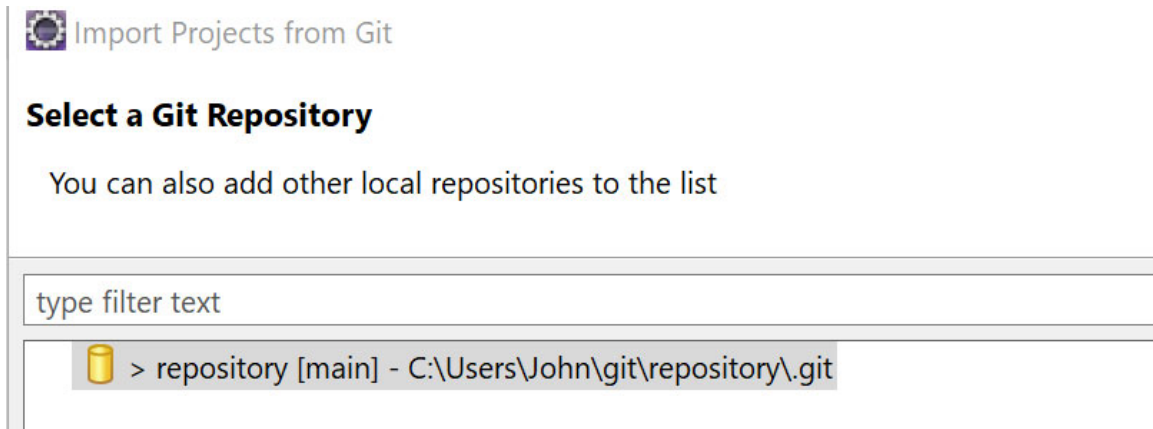 Import Projects from Git
Select a Git Repository
You can also add other local repositories to the list
type filter text
> repository [main] - C:\Users\John\git\repository\.git